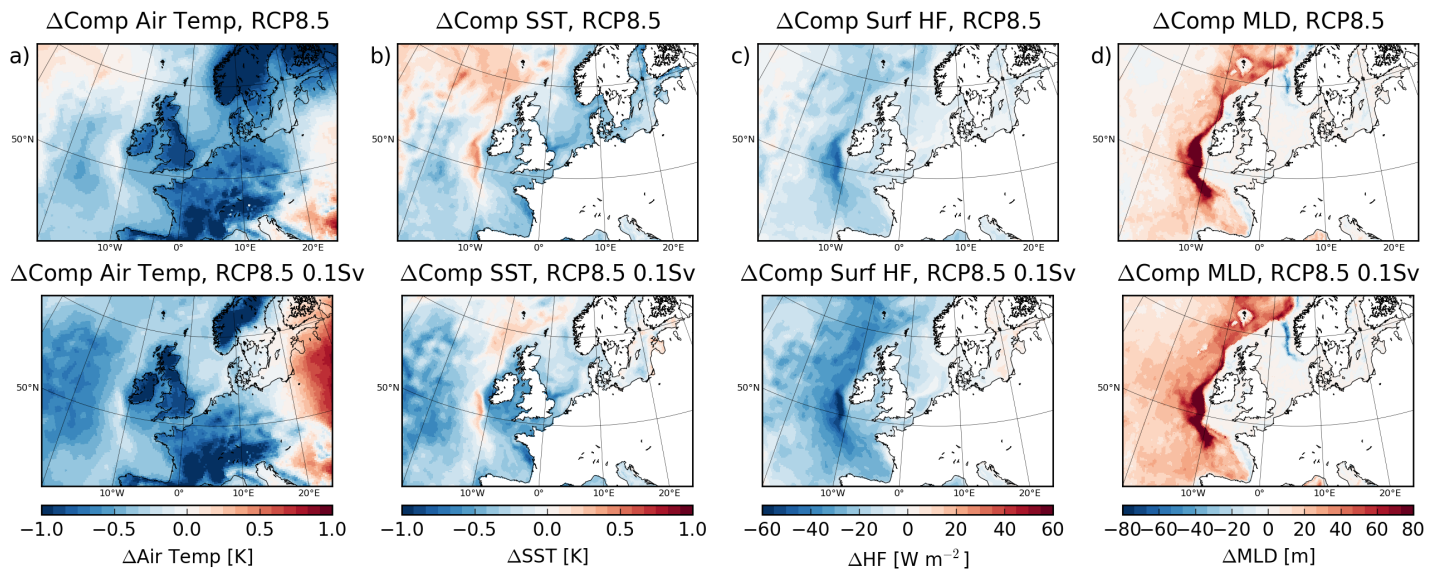 ΔComp Air Temp, RCP8.5
ΔComp SST, RCP8.5
ΔComp Surf HF, RCP8.5
ΔComp MLD, RCP8.5
a)
b)
c)
d)
50°N
50°N
50°N
50°N
10°W 0° 10°E 20°E
10°W 0° 10°E 20°E
10°W 0° 10°E 20°E
10°W 0° 10°E 20°E
ΔComp Air Temp, RCP8.5 0.1Sv
ΔComp SST, RCP8.5 0.1Sv
ΔComp Surf HF, RCP8.5 0.1Sv
ΔComp MLD, RCP8.5 0.1Sv
50°N
50°N
50°N
50°N
10°W 0° 10°E 20°E
10°W 0° 10°E 20°E
10°W 0° 10°E 20°E
10°W 0° 10°E 20°E
−1.0 −0.5 0.0 0.5 1.0
−1.0 −0.5 0.0 0.5 1.0
−60 −40 −20 0 20 40 60
−80−60−40−20 0 20 40 60 80
ΔAir Temp [K]
ΔSST [K]
ΔHF [W m⁻²]
ΔMLD [m]